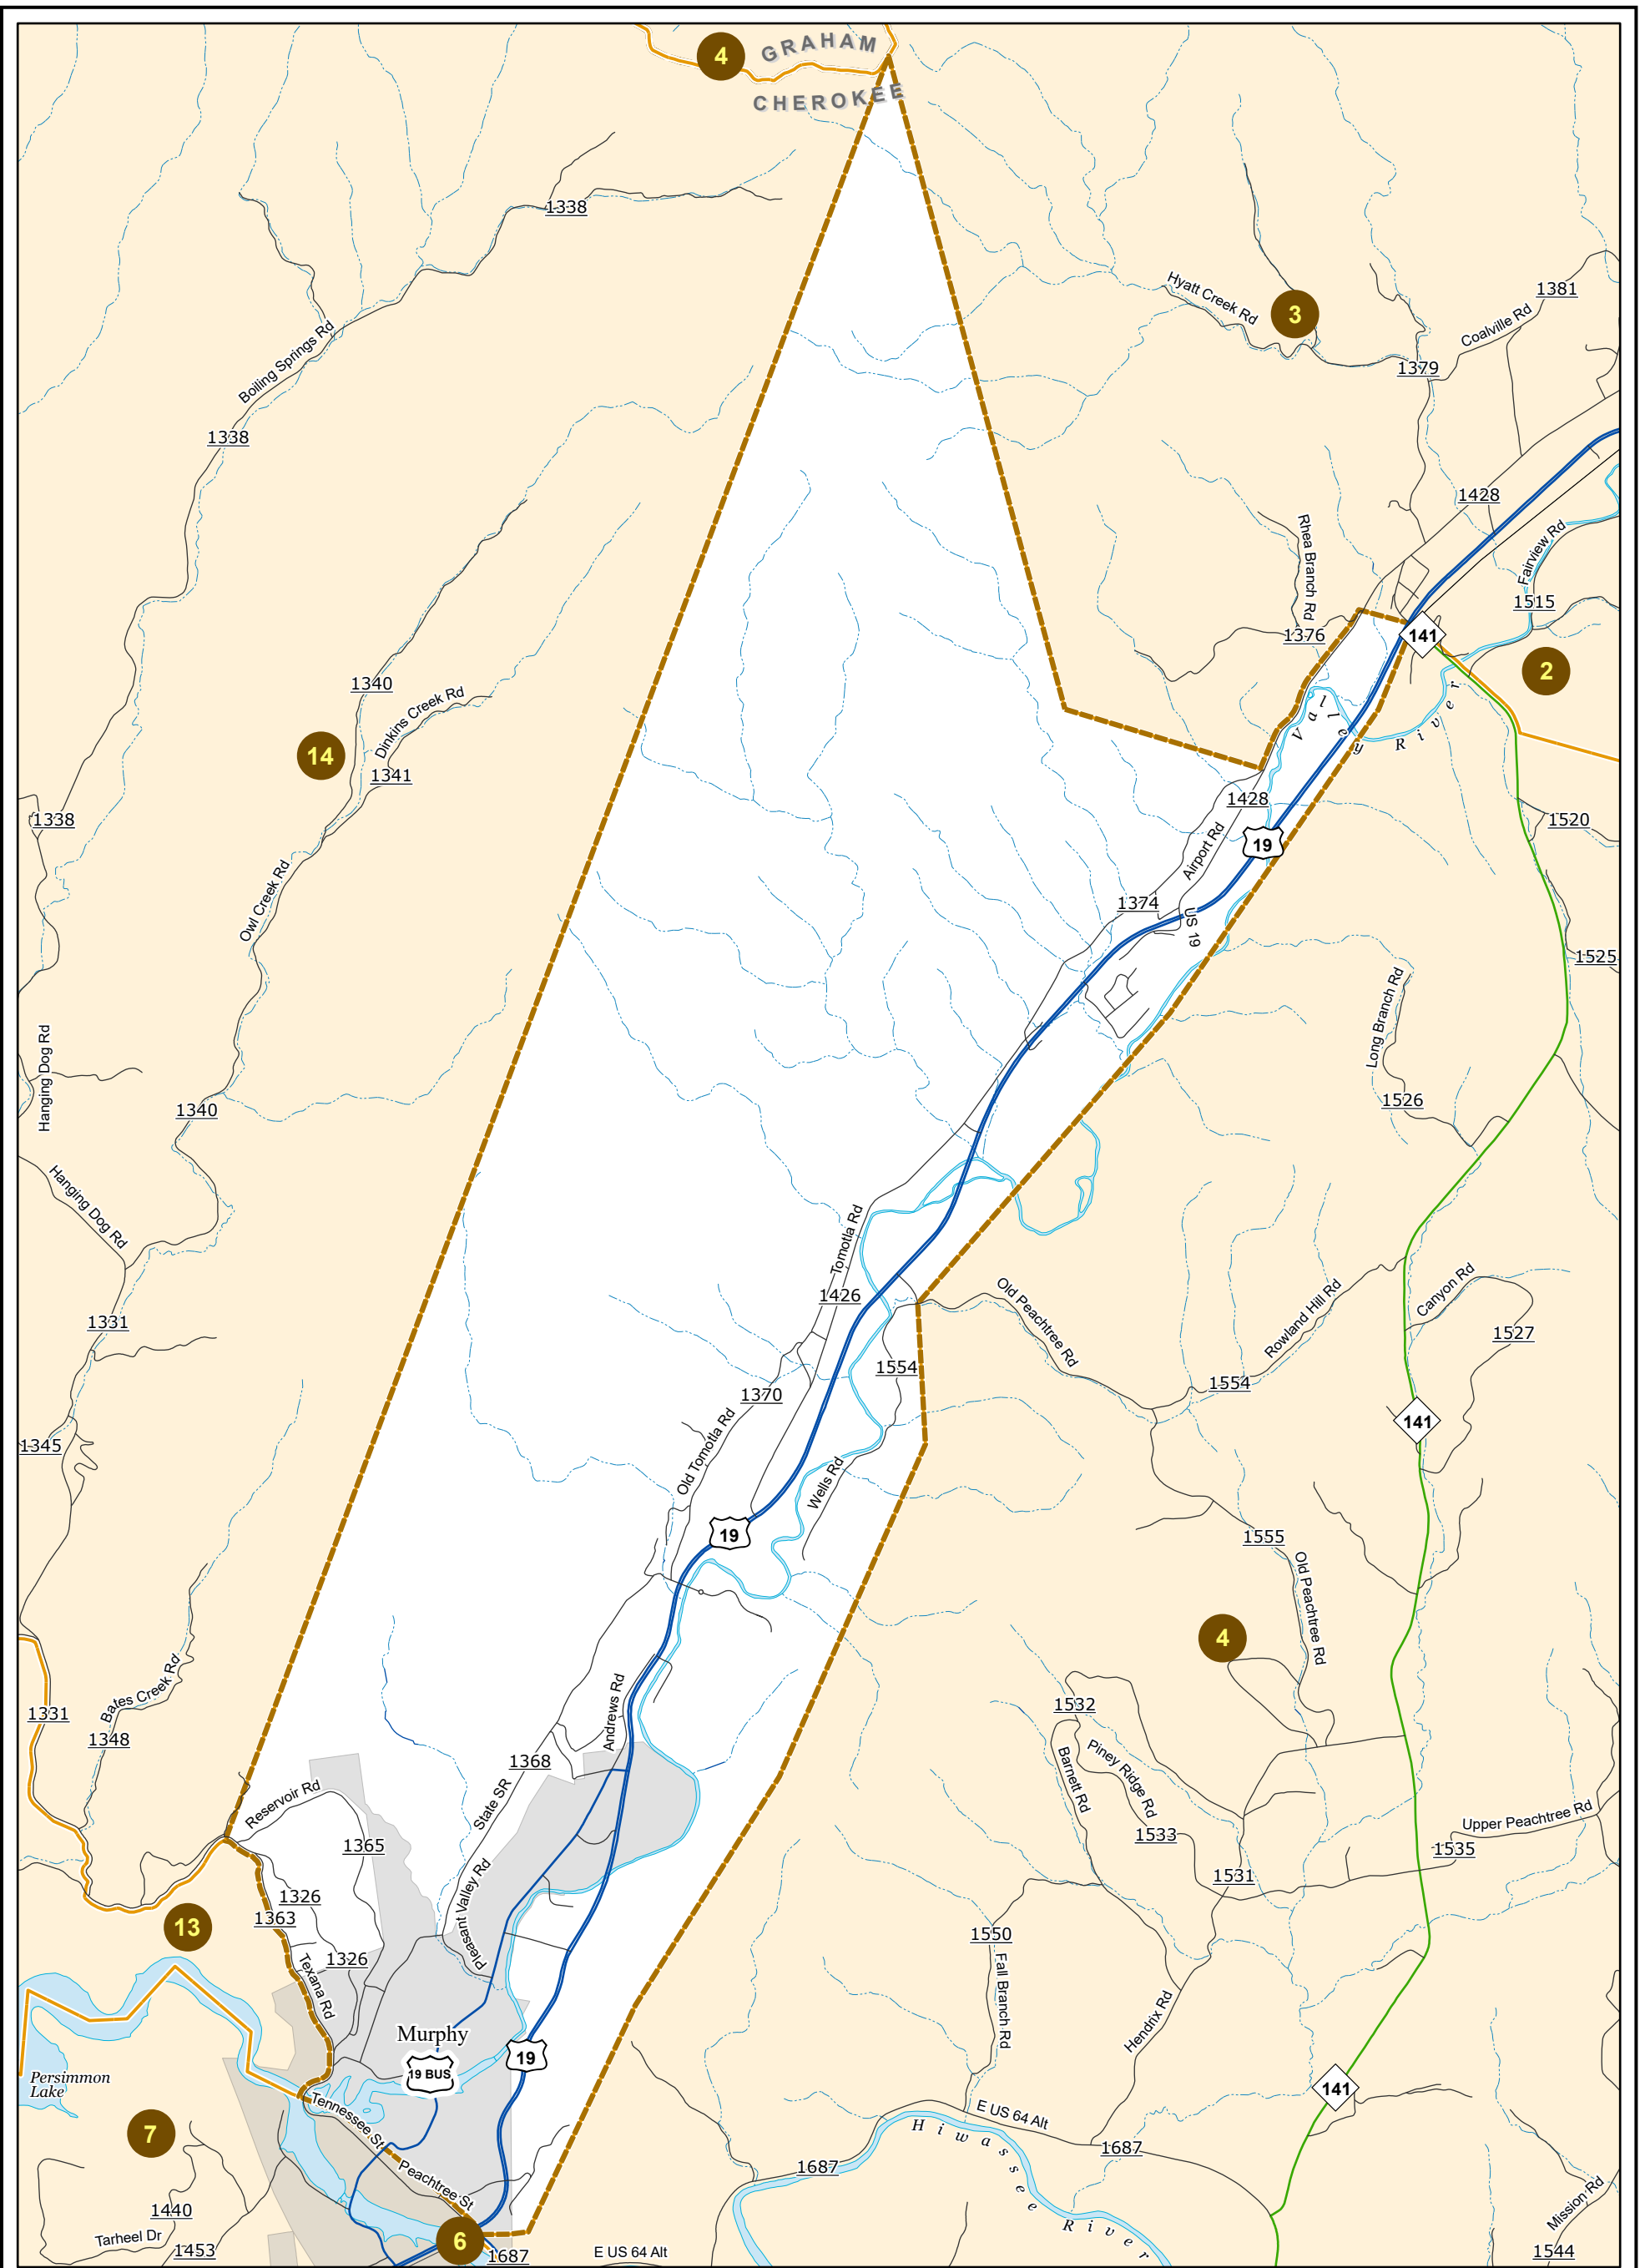 4
GRAHAM
CHEROKEE
1338
Hyatt Creek Rd
3
1381
Coalville Rd
1379
Boiling Springs Rd
1338
1428
Rhea Branch Rd
Fairview Rd
1515
1376
141
2
1340
Dinkins Creek Rd
14
1341
Valley River
1428
1338
1520
Airport Rd
19
Owl Creek Rd
1374
US 19
1525
Long Branch Rd
Hanging Dog Rd
1340
1526
Hanging Dog Rd
Tomotla Rd
1426
Old Peachtree Rd
Rowland Hill Rd
Canyon Rd
1331
1527
1554
1554
1370
141
1345
Old Tomotla Rd
Wells Rd
19
1555
Old Peachtree Rd
4
Bates Creek Rd
1331
1348
Andrews Rd
1532
1368
Barnett Rd
Piney Ridge Rd
State SR
Reservoir Rd
Upper Peachtree Rd
1533
1535
1365
1531
Pleasant Valley Rd
1326
1363
13
1550
1326
Texana Rd
Fall Branch Rd
Hendrix Rd
Murphy
19
19 BUS
Persimmon
Lake
141
Tennessee St
E US 64 Alt
7
Hiwassee River
1687
1687
Peachtree St
1440
Mission Rd
Tarheel Dr
6
1453
1687
E US 64 Alt
1544